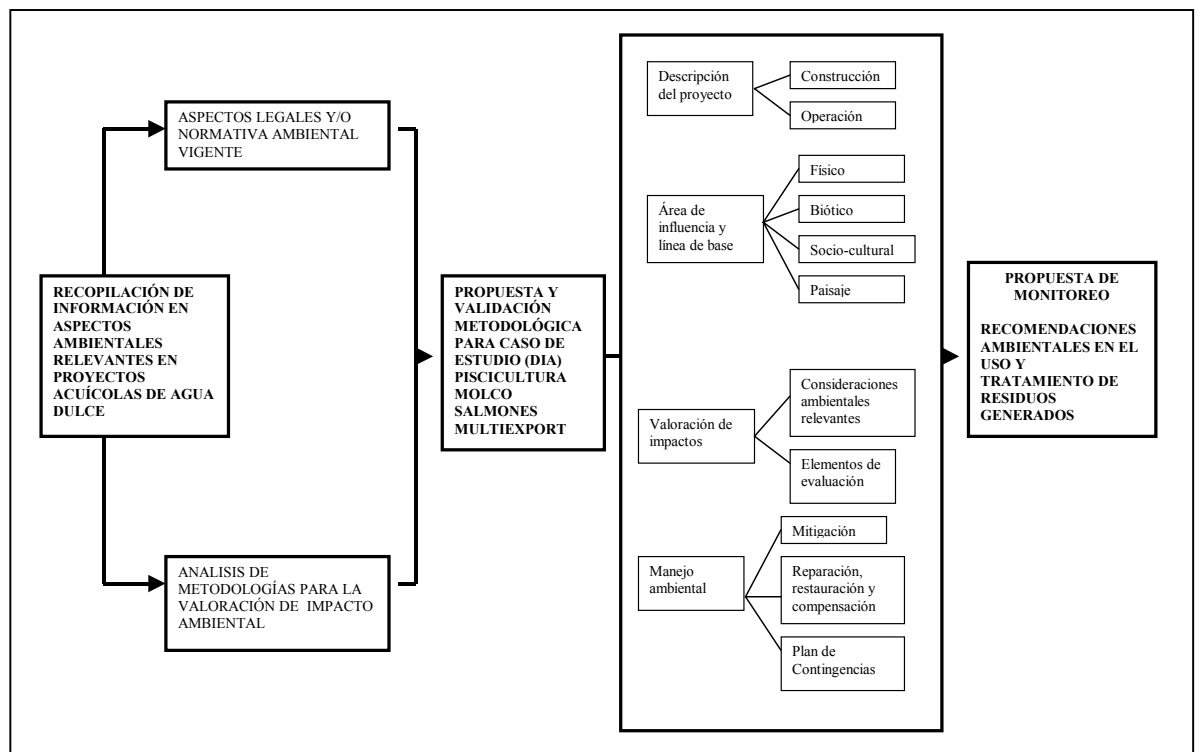 ASPECTOS LEGALES Y/O
NORMATIVA AMBIENTAL
VIGENTE
RECOPILACIÓN DE
INFORMACIÓN EN
ASPECTOS
AMBIENTALES
RELEVANTES EN
PROYECTOS
ACUÍCOLAS DE AGUA
DULCE
ANALISIS DE
METODOLOGÍAS PARA LA
VALORACIÓN DE IMPACTO
AMBIENTAL
PROPUESTA Y
VALIDACIÓN
METODOLÓGICA
PARA CASO DE
ESTUDIO (DIA)
PISCICULTURA
MOLCO
SALMONES
MULTIEXPORT
Descripción
del proyecto
Construcción
Operación
Área de
influencia y
línea de base
Físico
Biótico
Socio-cultural
Paisaje
Valoración de
impactos
Consideraciones
ambientales
relevantes
Elementos de
evaluación
Manejo
ambiental
Mitigación
Reparación,
restauración y
compensación
Plan de
Contingencias
PROPUESTA DE
MONITOREO
RECOMENDACIONES
AMBIENTALES EN EL
USO Y
TRATAMIENTO DE
RESIDUOS
GENERADOS